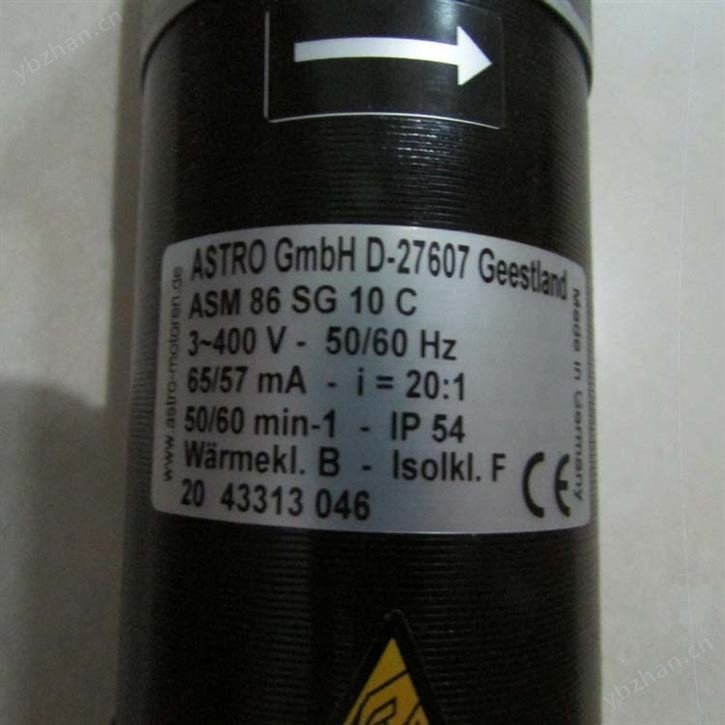 ybzhan.cn
ASTRO GmbH D-27607 Geestland
ASM 86 SG 10 C
3~400 V - 50/60 Hz
65/57 mA - i = 20:1
50/60 min-1 - IP 54
Wärmekl. B - Isolkl. F
20 43313 046
www.astro-motoren.de
Made in Germany
CE
ybzhan.cn